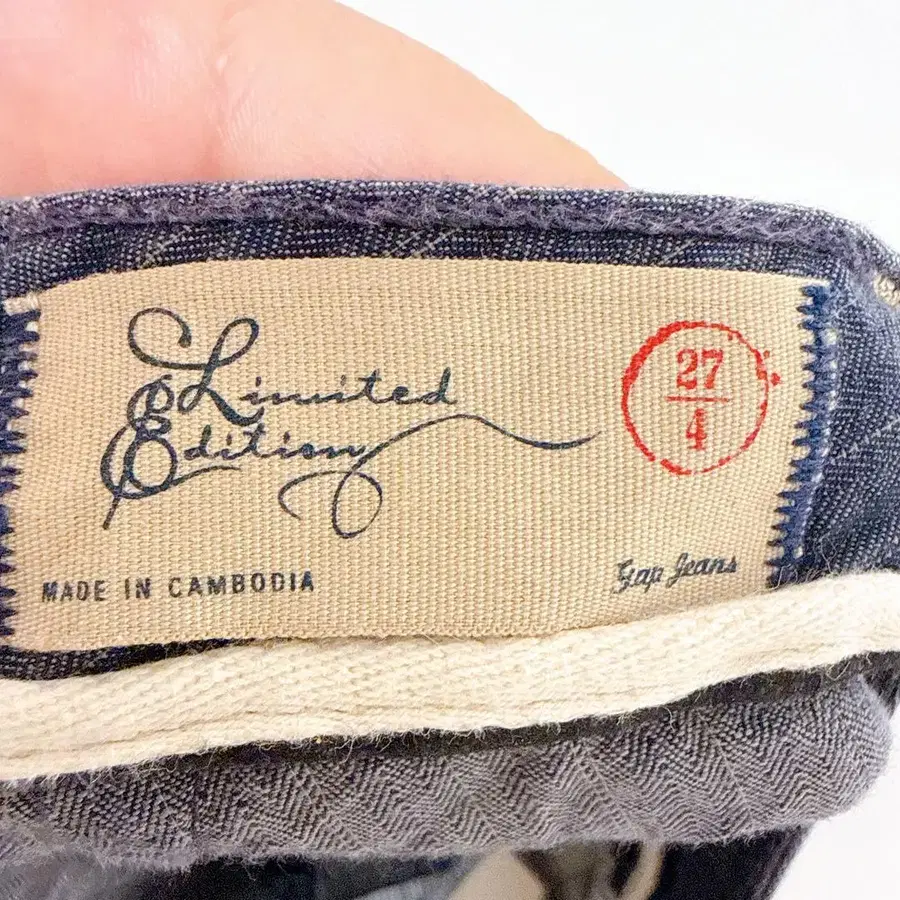 Limited
Edition
27
4
MADE IN CAMBODIA
Gap Jeans